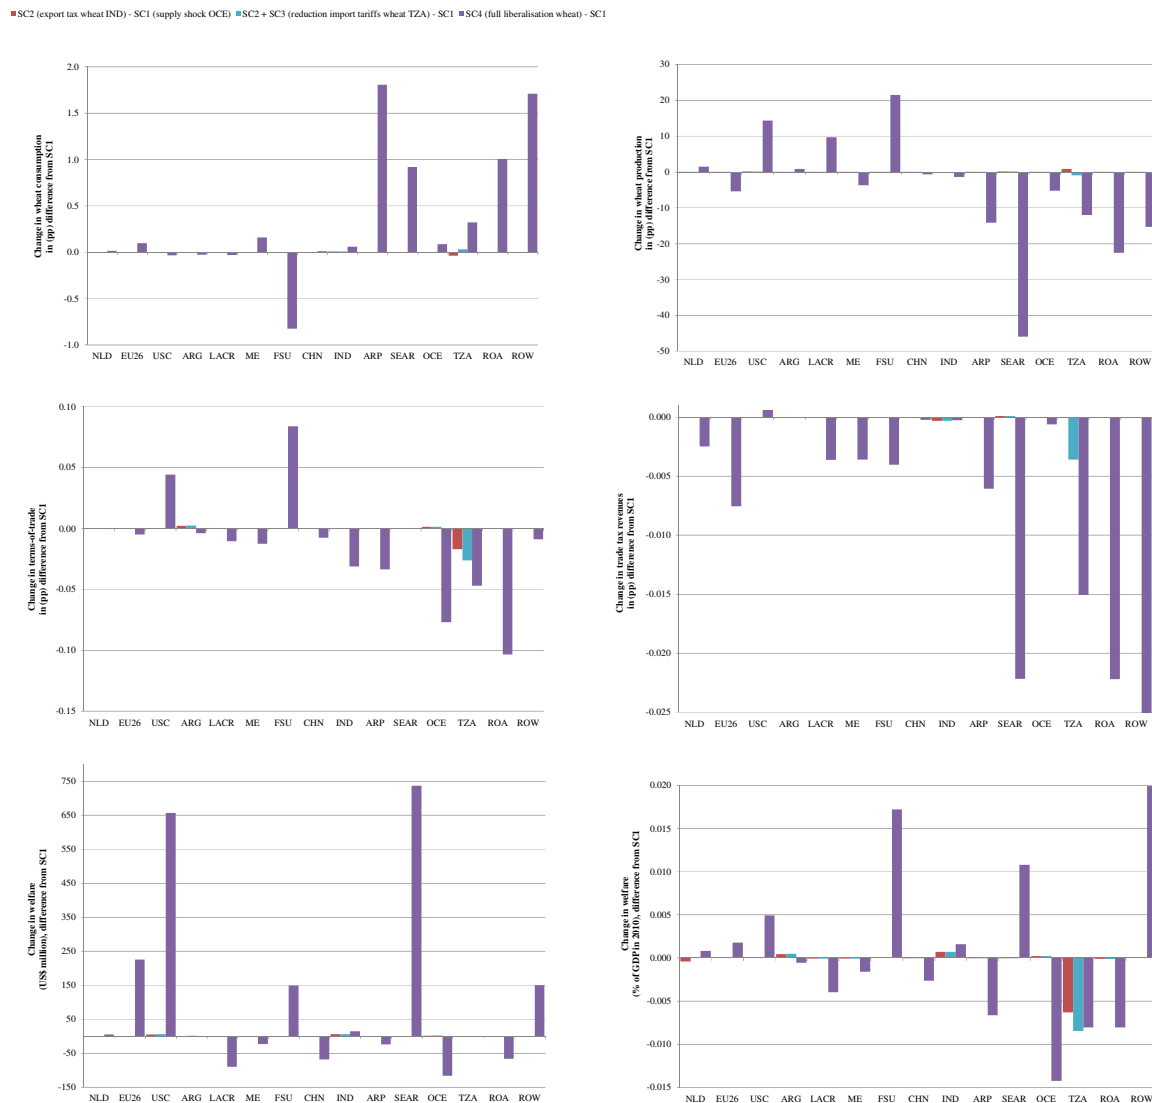 SC2 (export tax wheat IND) - SC1 (supply shock OCE) SC2 + SC3 (reduction import tariffs wheat TZA) - SC1 SC4 (full liberalisation wheat) - SC1
Change in wheat consumption
in (pp) difference from SC1
2.0
1.5
1.0
0.5
0.0
-0.5
-1.0
NLD EU26 USC ARG LACR ME FSU CHN IND ARP SEAR OCE TZA ROA ROW
Change in wheat production
in (pp) difference from SC1
30
20
10
0
-10
-20
-30
-40
-50
NLD EU26 USC ARG LACR ME FSU CHN IND ARP SEAR OCE TZA ROA ROW
Change in terms-of-trade
in (pp) difference from SC1
0.10
0.05
0.00
-0.05
-0.10
-0.15
NLD EU26 USC ARG LACR ME FSU CHN IND ARP SEAR OCE TZA ROA ROW
Change in trade tax revenues
in (pp) difference from SC1
0.000
-0.005
-0.010
-0.015
-0.020
-0.025
NLD EU26 USC ARG LACR ME FSU CHN IND ARP SEAR OCE TZA ROA ROW
Change in welfare
(US$ million), difference from SC1
750
650
550
450
350
250
150
50
-50
-150
NLD EU26 USC ARG LACR ME FSU CHN IND ARP SEAR OCE TZA ROA ROW
Change in welfare
(% of GDP in 2010), difference from SC1
0.020
0.015
0.010
0.005
0.000
-0.005
-0.010
-0.015
NLD EU26 USC ARG LACR ME FSU CHN IND ARP SEAR OCE TZA ROA ROW